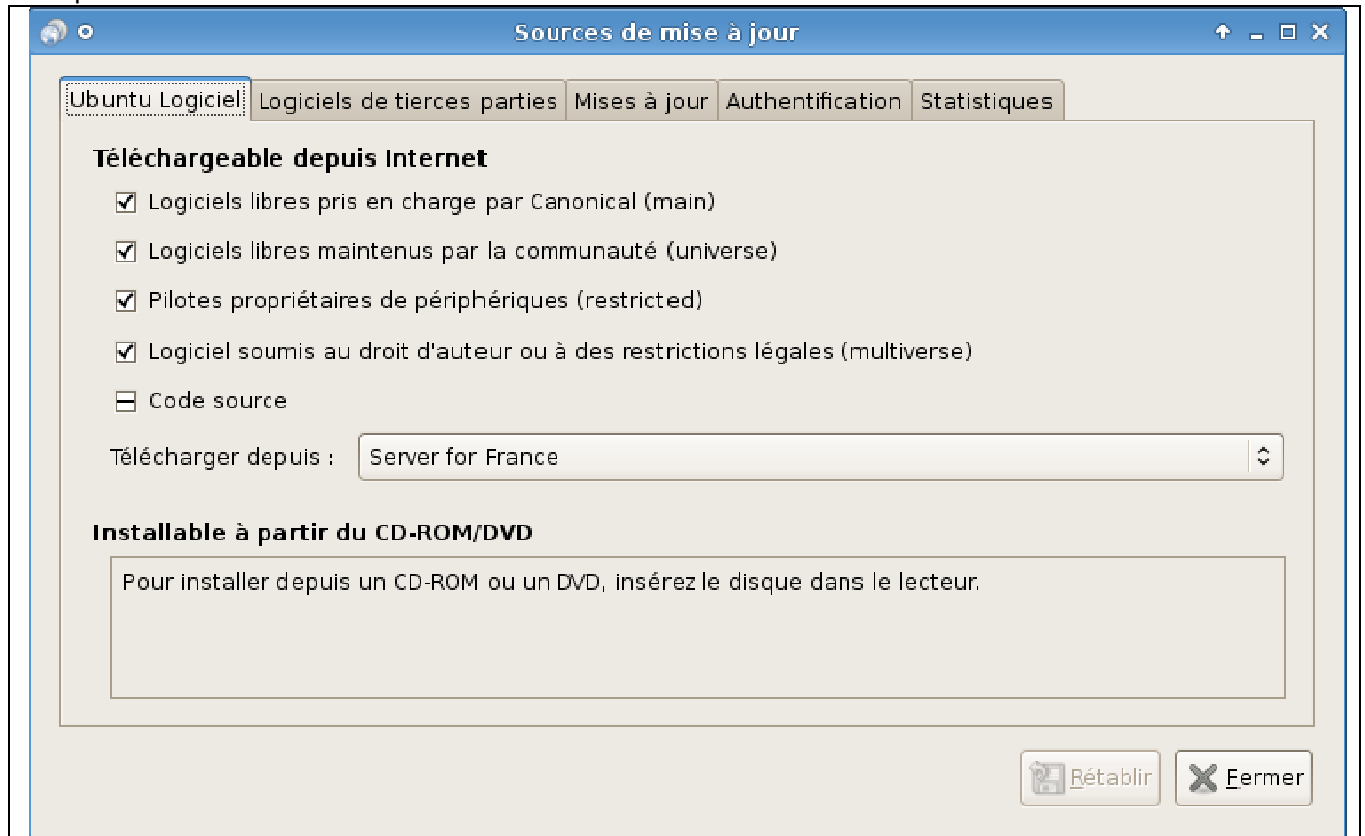 Sources de mise à jour
Ubuntu Logiciel
Logiciels de tierces parties
Mises à jour
Authentification
Statistiques
Téléchargeable depuis Internet
Logiciels libres pris en charge par Canonical (main)
Logiciels libres maintenus par la communauté (universe)
Pilotes propriétaires de périphériques (restricted)
Logiciel soumis au droit d'auteur ou à des restrictions légales (multiverse)
Code source
Télécharger depuis : Server for France
Installable à partir du CD-ROM/DVD
Pour installer depuis un CD-ROM ou un DVD, insérez le disque dans le lecteur.
Rétablir
Fermer